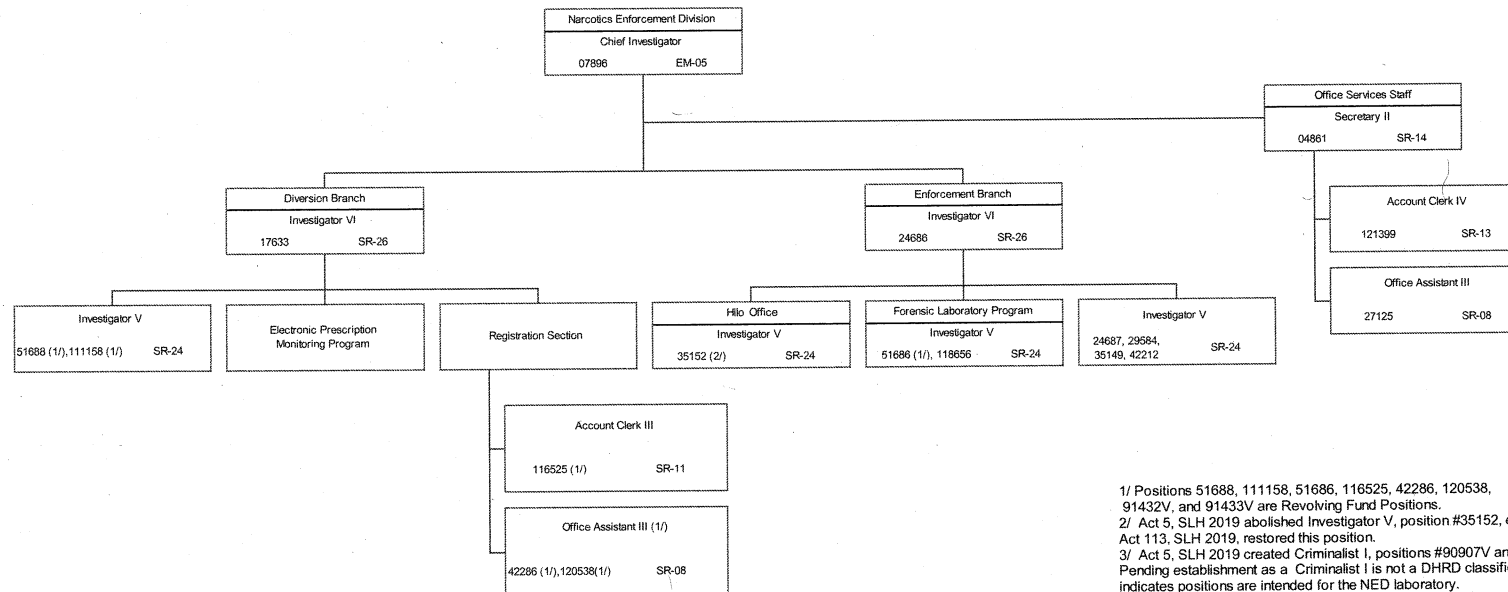 Narcotics Enforcement Division
Chief Investigator
07896 EM-05
Office Services Staff
Secretary II
04861 SR-14
Account Clerk IV
121399 SR-13
Office Assistant III
27125 SR-08
Diversion Branch
Investigator VI
17633 SR-26
Enforcement Branch
Investigator VI
24686 SR-26
Investigator V
51688 (1/),111158 (1/) SR-24
Electronic Prescription
Monitoring Program
Registration Section
Hilo Office
Investigator V
35152 (2/) SR-24
Forensic Laboratory Program
Investigator V
51686 (1/), 118656 SR-24
Investigator V
24687, 29584,
35149, 42212 SR-24
Account Clerk III
116525 (1/) SR-11
Office Assistant III (1/)
42286 (1/),120538(1/) SR-08
1/ Positions 51688, 111158, 51686, 116525, 42286, 120538,
91432V, and 91433V are Revolving Fund Positions.
2/ Act 5, SLH 2019 abolished Investigator V, position #35152,
Act 113, SLH 2019, restored this position.
3/ Act 5, SLH 2019 created Criminalist I, positions #90907V
Pending establishment as a Criminalist I is not a DHRD
indicates positions are intended for the NED laboratory.